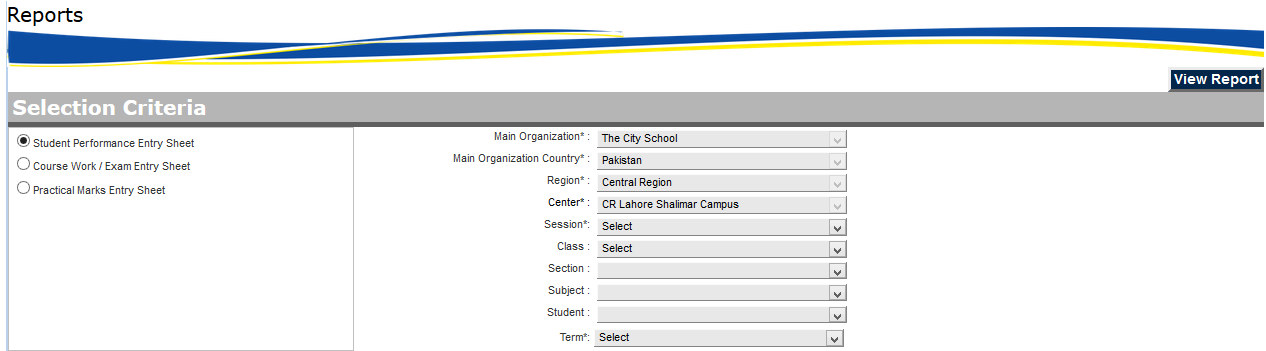 Reports
View Report
Selection Criteria
Student Performance Entry Sheet
Course Work / Exam Entry Sheet
Practical Marks Entry Sheet
Main Organization* : The City School
Main Organization Country* : Pakistan
Region* : Central Region
Center* : CR Lahore Shalimar Campus
Session*: Select
Class : Select
Section :
Subject :
Student :
Term*: Select